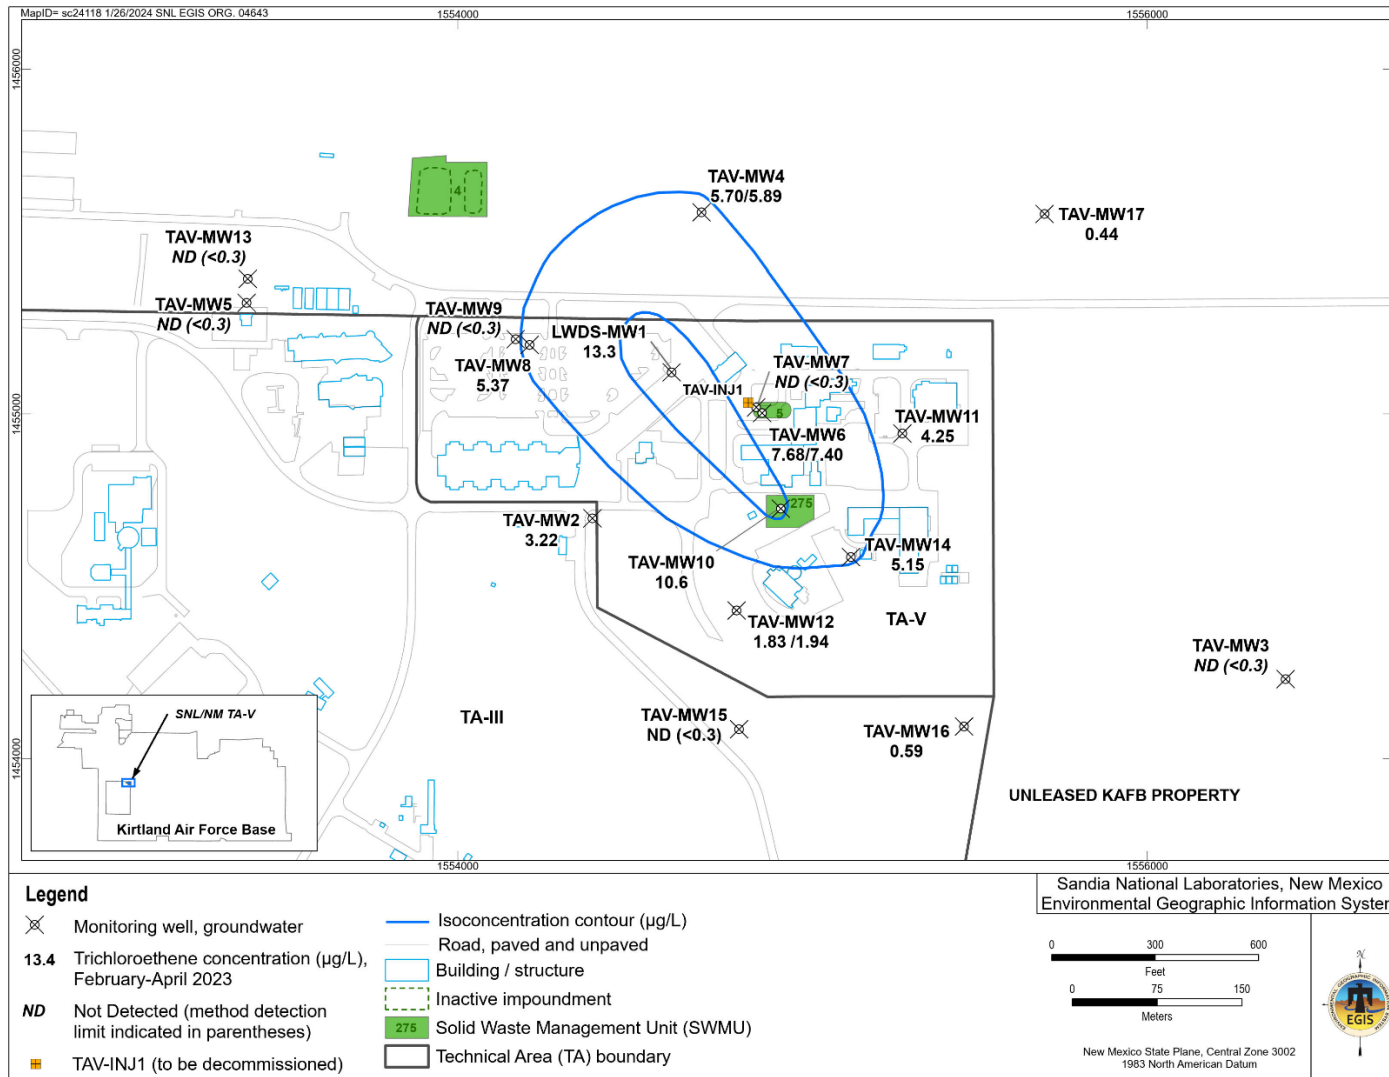 MapID= sc24118 1/26/2024 SNL EGIS ORG. 04643
1554000
1556000
1456000
1455000
1454000
4
TAV-MW4
5.70/5.89
TAV-MW17
0.44
TAV-MW13
ND (<0.3)
TAV-MW5
ND (<0.3)
TAV-MW9
ND (<0.3)
TAV-MW8
5.37
LWDS-MW1
13.3
TAV-INJ1
TAV-MW7
ND (<0.3)
5
TAV-MW6
7.68/7.40
TAV-MW11
4.25
275
TAV-MW2
3.22
TAV-MW10
10.6
TAV-MW14
5.15
TAV-MW12
1.83 /1.94
TA-V
TAV-MW3
ND (<0.3)
TA-III
TAV-MW15
ND (<0.3)
TAV-MW16
0.59
UNLEASED KAFB PROPERTY
SNL/NM TA-V
Kirtland Air Force Base
1554000
1556000
Legend
Monitoring well, groundwater
13.4 Trichloroethene concentration (µg/L),
February-April 2023
ND Not Detected (method detection
limit indicated in parentheses)
TAV-INJ1 (to be decommissioned)
Isoconcentration contour (µg/L)
Road, paved and unpaved
Building / structure
Inactive impoundment
275 Solid Waste Management Unit (SWMU)
Technical Area (TA) boundary
Sandia National Laboratories, New Mexico
Environmental Geographic Information System
0 300 600
Feet
0 75 150
Meters
New Mexico State Plane, Central Zone 3002
1983 North American Datum
N
ENVIRONMENTAL GEOGRAPHIC INFORMATION SYSTEM
EGIS